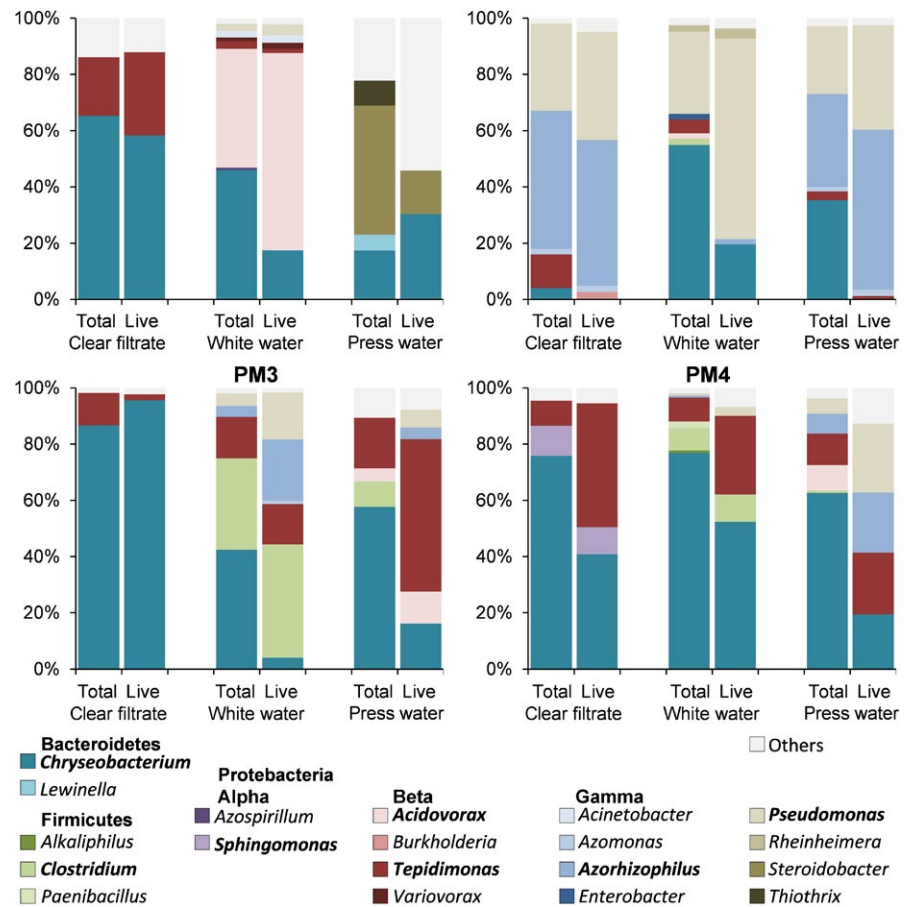 100%
80%
60%
40%
20%
0%
Total Live Total Live Total Live
Clear filtrate White water Press water
100%
80%
60%
40%
20%
0%
Total Live Total Live Total Live
Clear filtrate White water Press water
PM3
100%
80%
60%
40%
20%
0%
Total Live Total Live Total Live
Clear filtrate White water Press water
PM4
100%
80%
60%
40%
20%
0%
Total Live Total Live Total Live
Clear filtrate White water Press water
Bacteroidetes
Chryseobacterium
Lewinella
Firmicutes
Alkaliphilus
Clostridium
Paenibacillus
Protebacteria
Alpha
Azospirillum
Sphingomonas
Beta
Acidovorax
Burkholderia
Tepidimonas
Variovorax
Gamma
Acinetobacter
Azomonas
Azorhizophilus
Enterobacter
Others
Pseudomonas
Rheinheimera
Steroidobacter
Thiothrix